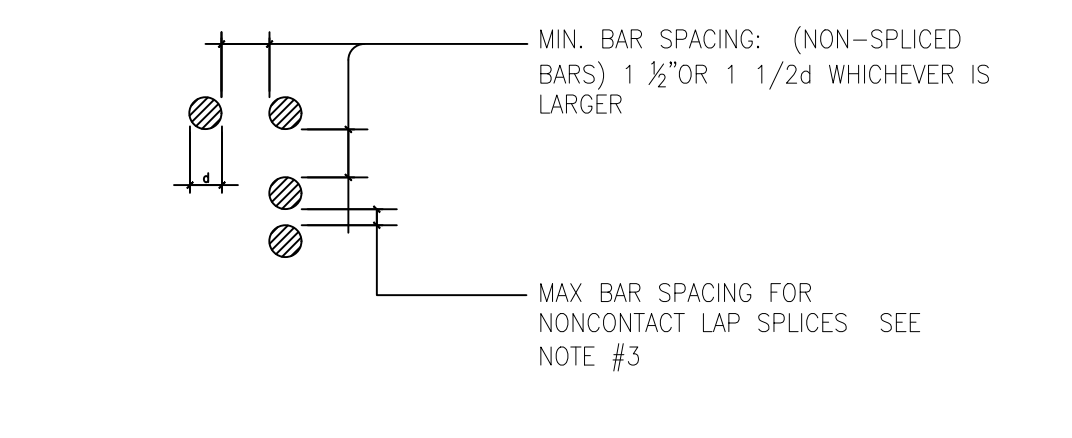 MIN. BAR SPACING: (NON-SPLICED
BARS) 1 ½"OR 1 1/2d WHICHEVER IS
LARGER
d
MAX BAR SPACING FOR
NONCONTACT LAP SPLICES SEE
NOTE #3